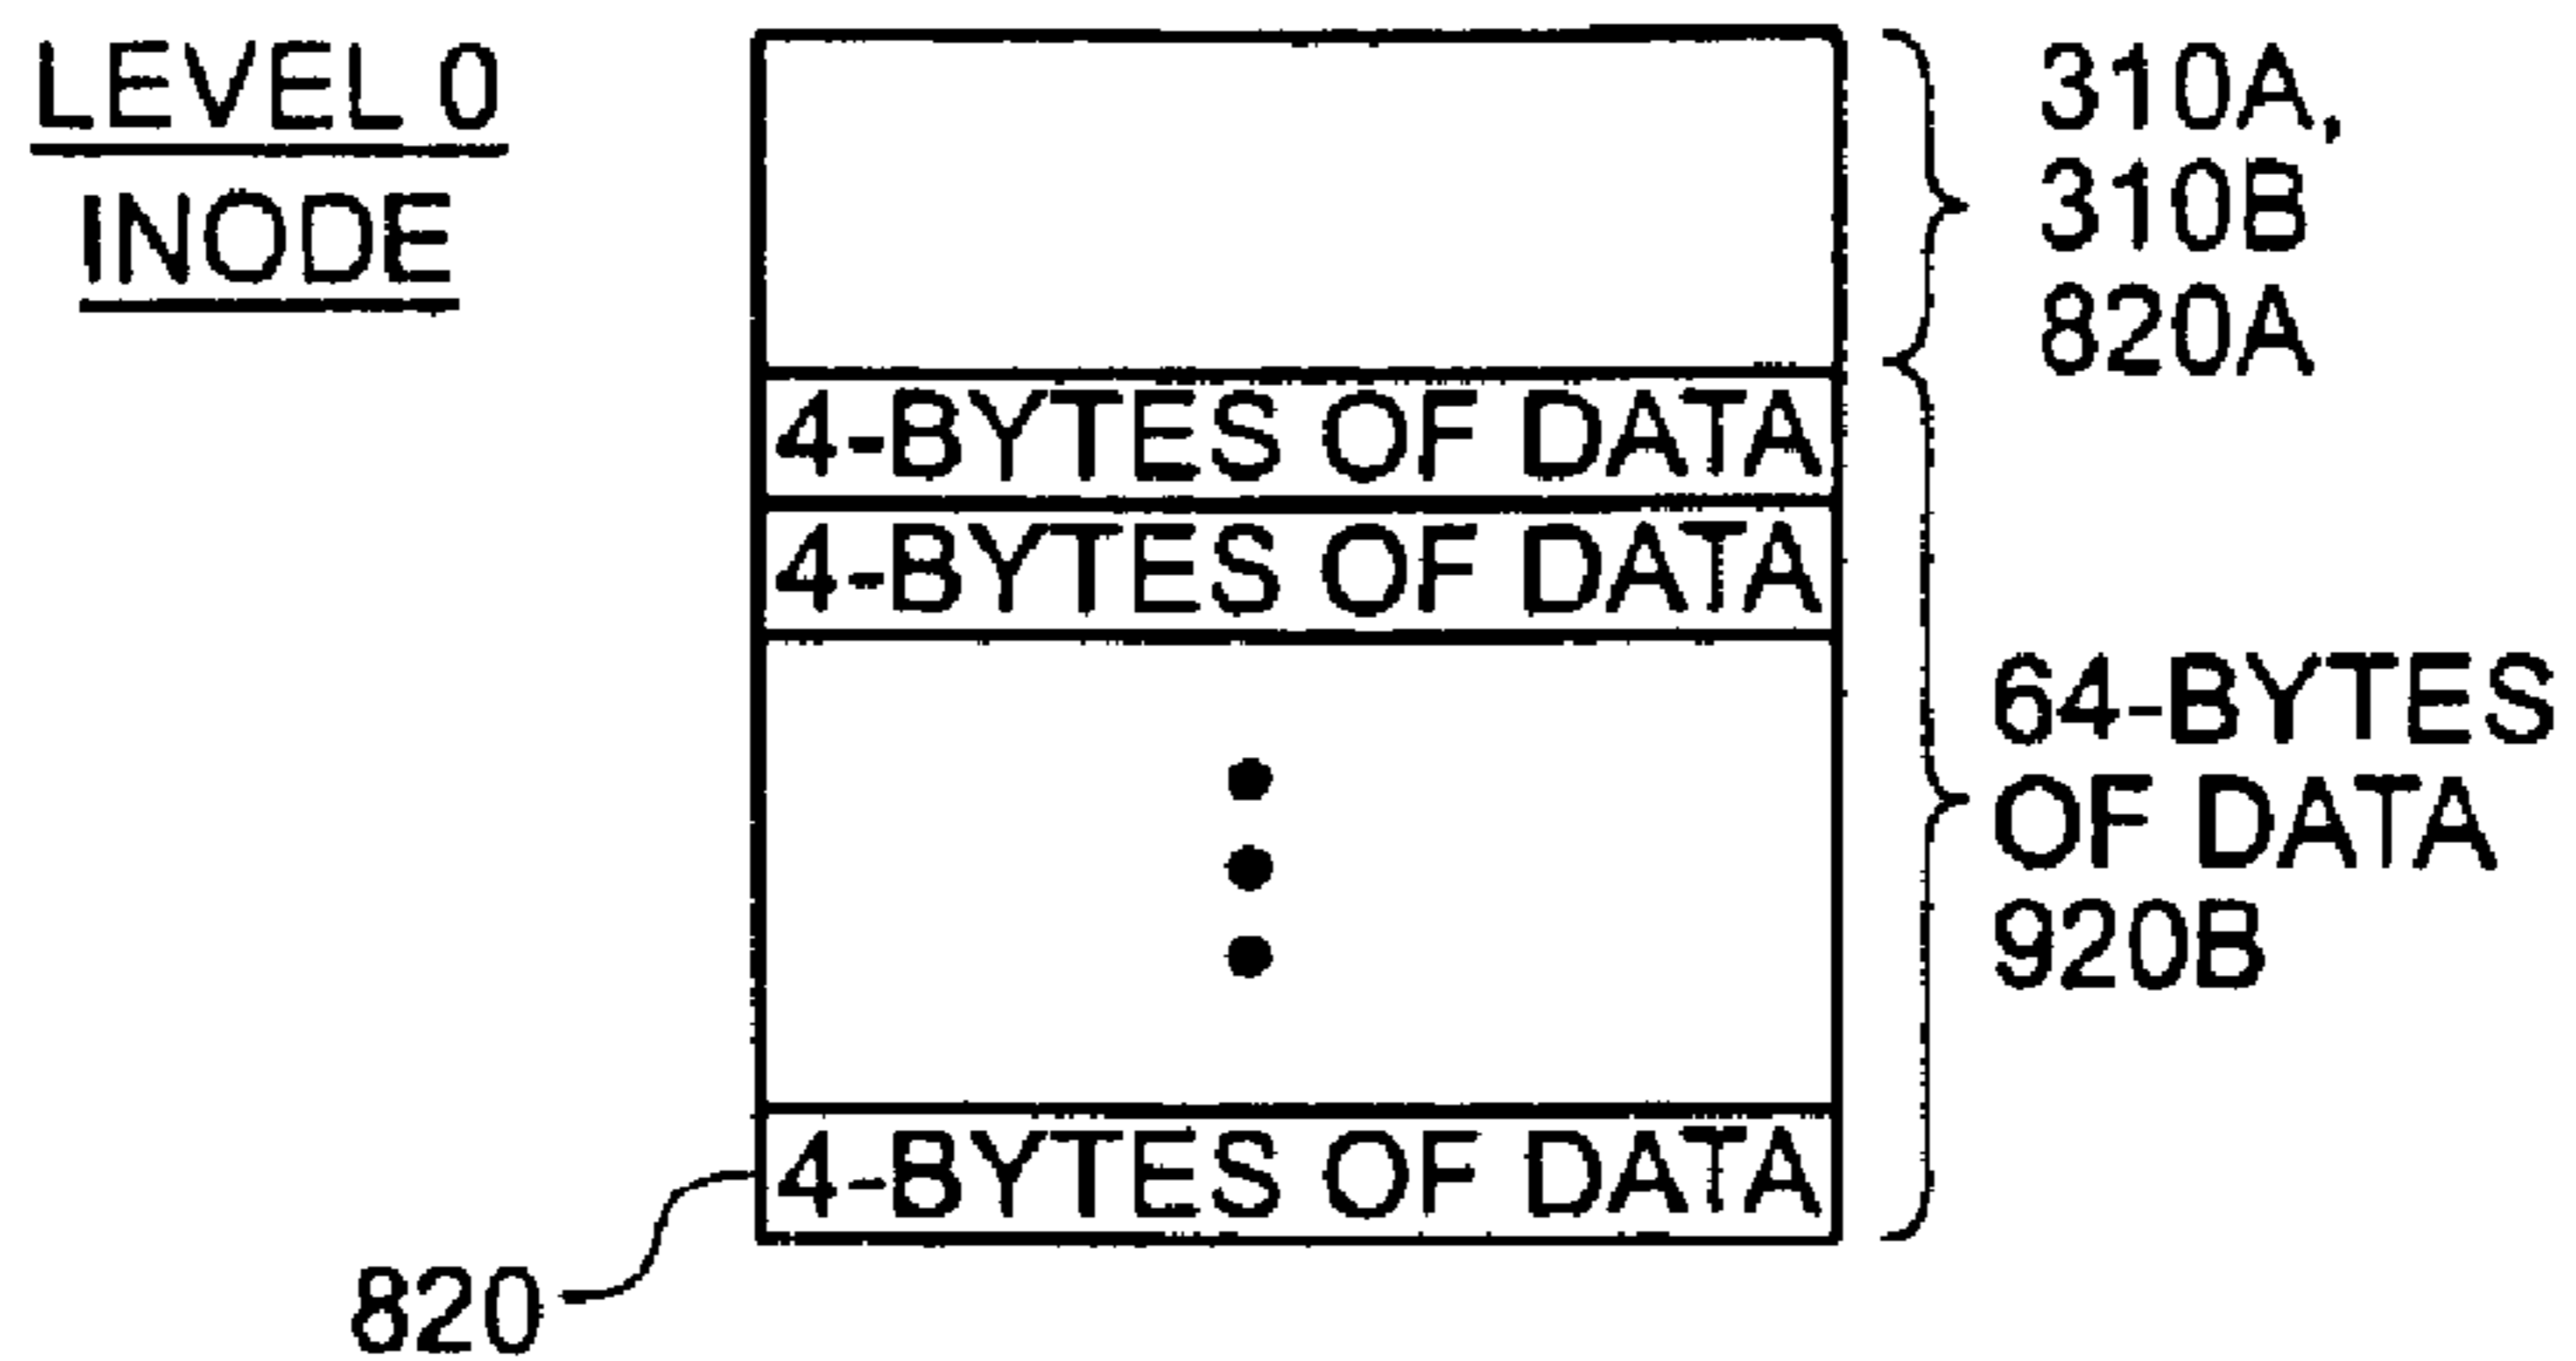 LEVEL 0
INODE
310A,
310B
820A
4-BYTES OF DATA
4-BYTES OF DATA
64-BYTES
OF DATA
920B
4-BYTES OF DATA
820